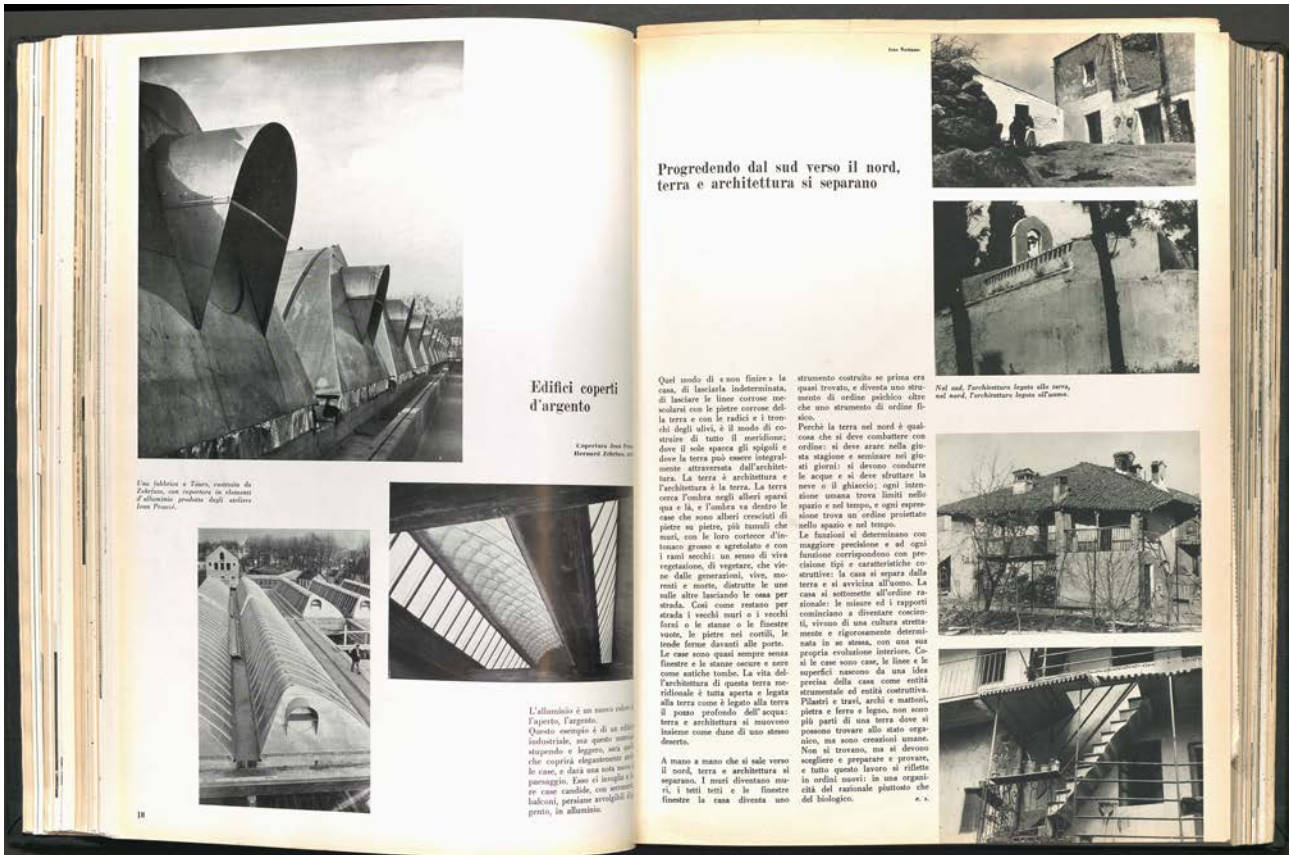 Edifici coperti
d'argento
Copertura Jean
Bernard Zehrfuss,
Una fabbrica a Tours, costruita da
Zehrfuss, con copertura in elementi
d'alluminio prodotta dagli ateliers
Jean Prouvé.
L'alluminio è un nuovo colore
l'aperto, l'argento.
Questo esempio è di un edificio
industriale, ma questo
stupendo e leggero, sarà
che coprirà elegantemente
le case, e darà una nota nuova
paesaggio. Esso ci invoglia a
re case candide, con serramenti,
balconi, persiane avvolgibili
gento, in alluminio.
18
Progredendo dal sud verso il nord,
terra e architettura si separano
Quel modo di « non finire » la
casa, di lasciarla indeterminata,
di lasciare le linee corrose me-
scolarsi con le pietre corrose del-
la terra e con le radici e i tron-
chi degli ulivi, è il modo di co-
struire di tutto il meridione;
dove il sole spacca gli spigoli e
dove la terra può essere integral-
mente attraversata dall'architet-
tura. La terra è architettura e
l'architettura è la terra. La terra
cerca l'ombra negli alberi sparsi
qua e là, e l'ombra va dentro le
case che sono alberi cresciuti di
pietre su pietre, più tumuli che
muri, con le loro cortecce d'in-
tonaco grosso e sgretolato e con
i rami secchi: un senso di viva
vegetazione, di vegetare, che vie-
ne dalle generazioni, vive, mo-
renti e morte, distrutte le une
sulle altre lasciando le ossa per
strada. Così come restano per
strada i vecchi muri o i vecchi
forni o le stanze o le finestre
vuote, le pietre nei cortili, le
tende ferme davanti alle porte.
Le case sono quasi sempre senza
finestre e le stanze oscure e nere
come antiche tombe. La vita del-
l'architettura di questa terra me-
ridionale è tutta aperta e legata
alla terra come è legato alla terra
il pozzo profondo dell'acqua:
terra e architettura si muovono
insieme come dune di uno stesso
deserto.
A mano a mano che si sale verso
il nord, terra e architettura si
separano. I muri diventano mu-
ri, i tetti tetti e le finestre
finestre la casa diventa uno
strumento costruito se prima era
quasi trovato, e diventa uno stru-
mento di ordine psichico oltre
che uno strumento di ordine fi-
sico.
Perchè la terra nel nord è qual-
cosa che si deve combattere con
ordine: si deve arare nella giu-
sta stagione e seminare nei giu-
sti giorni; si devono condurre
le acque e si deve sfruttare la
neve o il ghiaccio; ogni inten-
zione umana trova limiti nello
spazio e nel tempo, e ogni espres-
sione trova un ordine proiettato
nello spazio e nel tempo.
Le funzioni si determinano con
maggiore precisione e ad ogni
funzione corrispondono con pre-
cisione tipi e caratteristiche co-
struttive: la casa si separa dalla
terra e si avvicina all'uomo. La
casa si sottomette all'ordine ra-
zionale: le misure ed i rapporti
cominciano a diventare coscien-
ti, vivono di una cultura stretta-
mente e rigorosamente determi-
nata in se stessa, con una sua
propria evoluzione interiore. Co-
sì le case sono case, le linee e le
superfici nascono da una idea
precisa della casa come entità
strumentale ed entità costruttiva.
Pilastri e travi, archi e mattoni,
pietra e ferro e legno, non sono
più parti di una terra dove si
possono trovare allo stato orga-
nico, ma sono creazioni umane.
Non si trovano, ma si devono
scegliere e preparare e provare,
e tutto questo lavoro si riflette
in ordini nuovi: in una organi-
cità del razionale piuttosto che
del biologico. e. s.
Nel sud, l'architettura legata alla terra,
nel nord, l'architettura legata all'uomo.